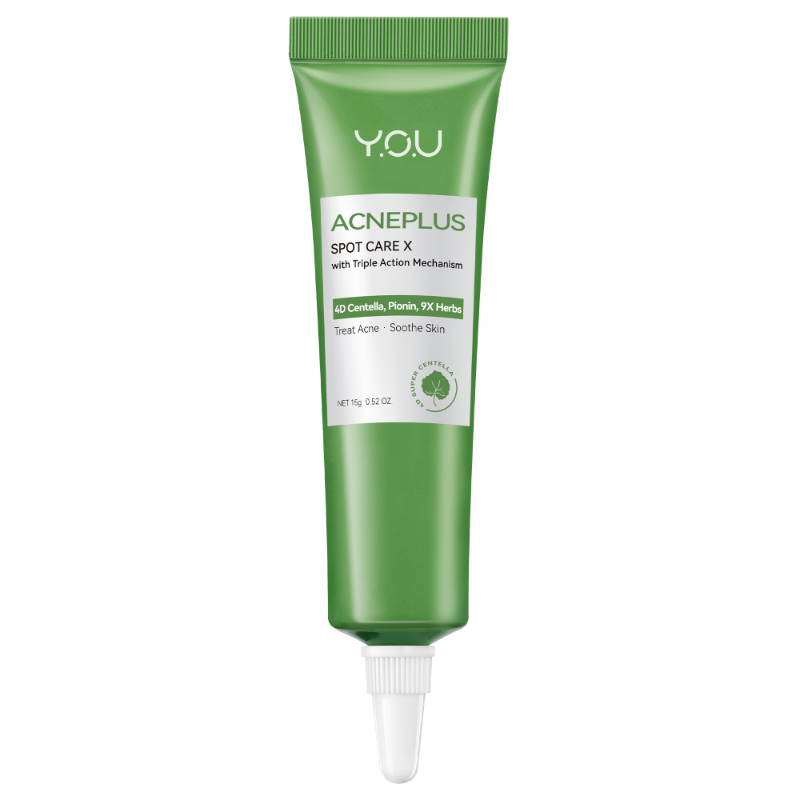 Y.O.U
ACNEPLUS
SPOT CARE X
with Triple Action Mechanism
4D Centella, Pionin, 9X Herbs
Treat Acne · Soothe Skin
4D SUPER CENTELLA
NET 15g 0.52 OZ.